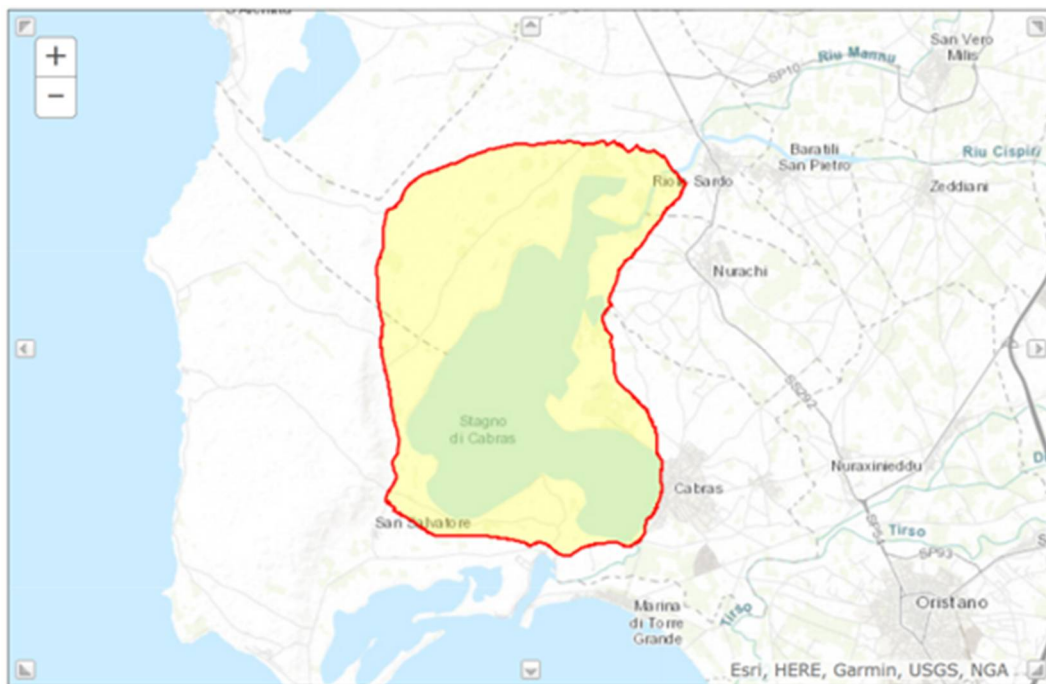 +
−
San Vero
Milis
Riu Mannu
SP10
Baratili
San Pietro
Riu Cispiri
Sardo
Zeddiani
Nurachi
SS292
Stagno
di Cabras
Nuraxinieddu
Cabras
San Salvatore
SP54
Tirso
SP93
Oristano
Marina
di Torre
Grande
Tirso
Esri, HERE, Garmin, USGS, NGA